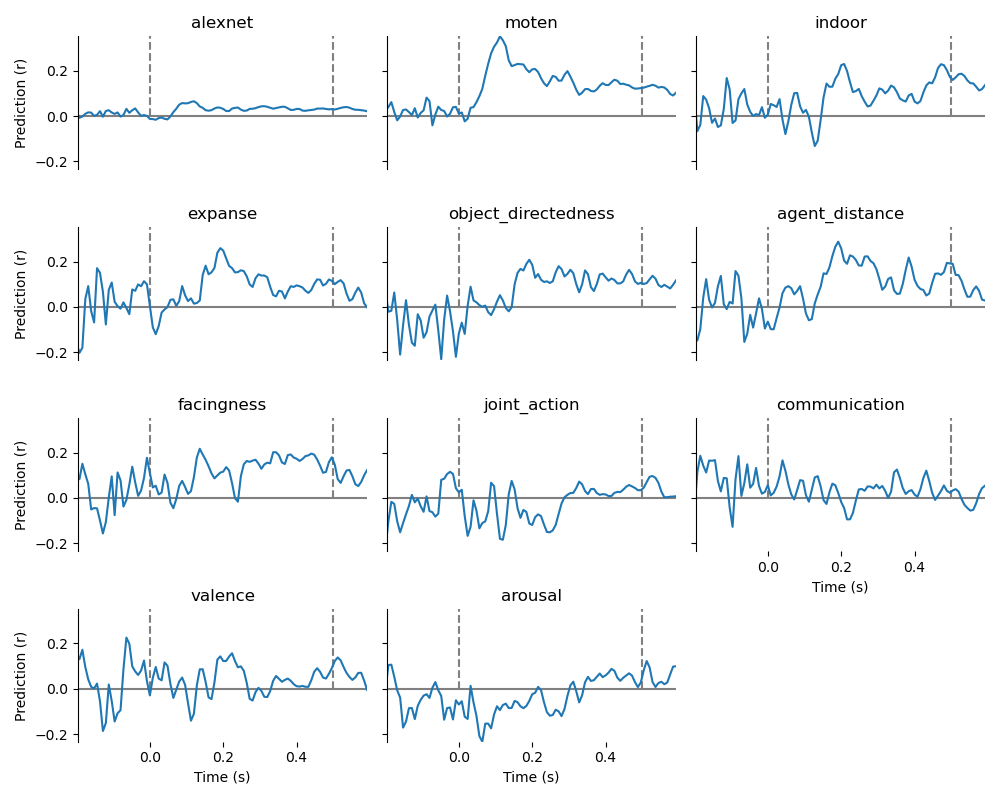 alexnet moten indoor
Prediction (r)
0.2
0.0
−0.2
expanse object_directedness agent_distance
Prediction (r)
0.2
0.0
−0.2
facingness joint_action communication
Prediction (r)
0.2
0.0
−0.2
0.0 0.2 0.4
Time (s)
valence arousal
Prediction (r)
0.2
0.0
−0.2
0.0 0.2 0.4 0.0 0.2 0.4
Time (s) Time (s)